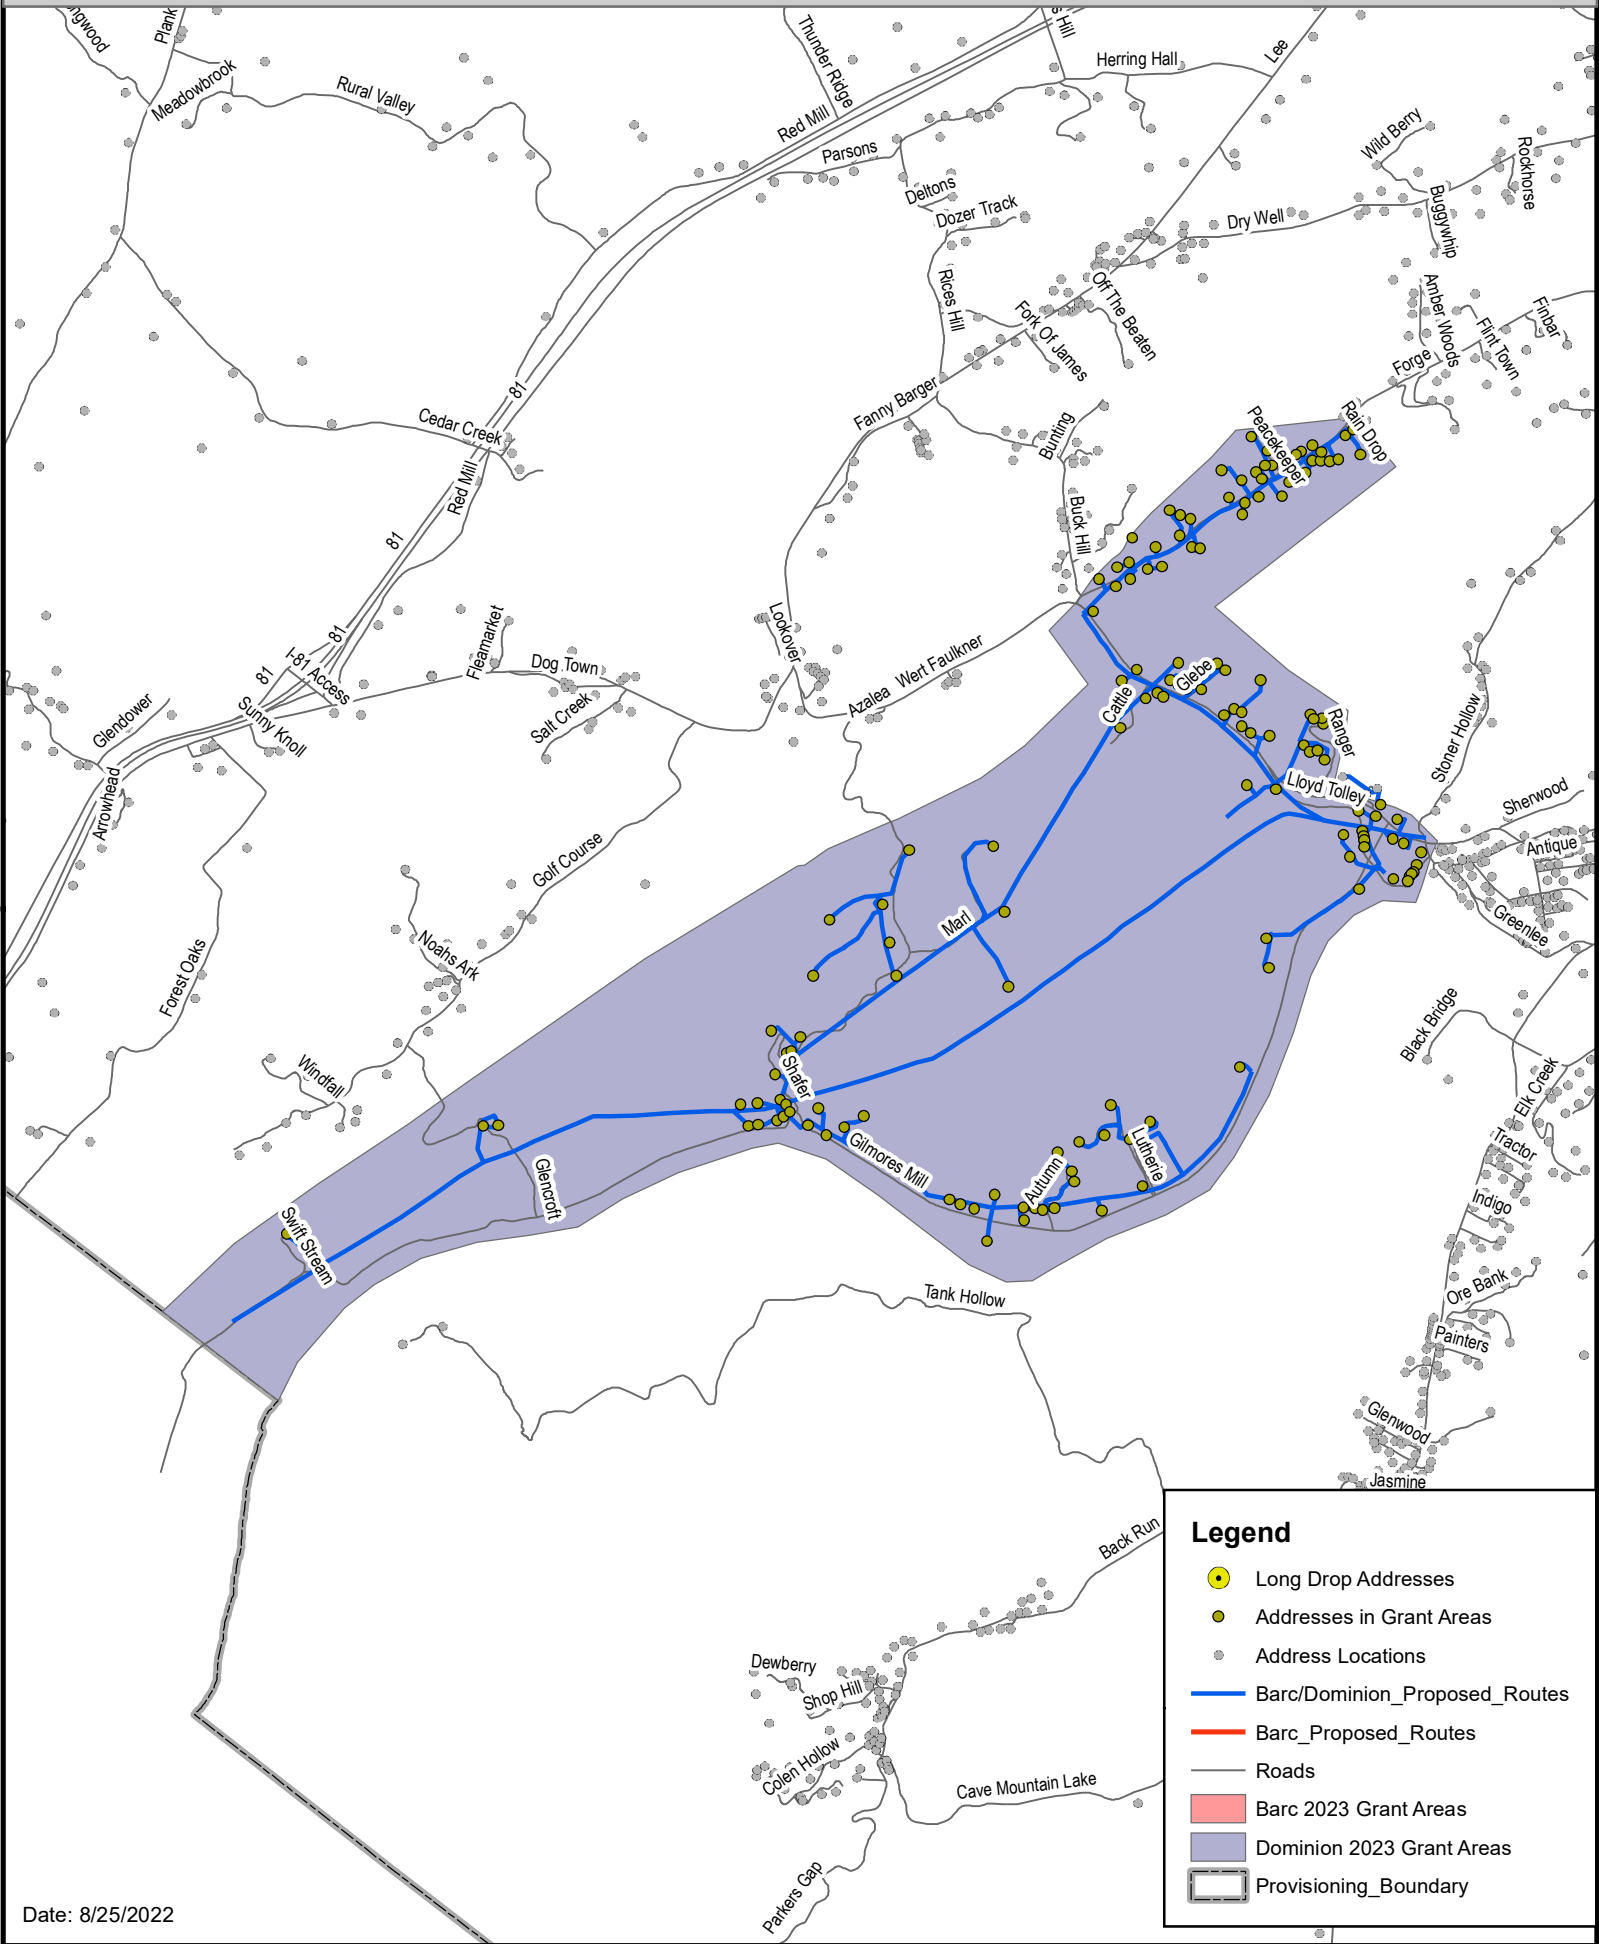 Plank
Meadowbrook
Rural Valley
Thunder Ridge
Red Mill
Parsons
s Hill
Herring Hall
Lee
Wild Berry
Rockhorse
Buggywhip
Deltons
Dozer Track
Dry Well
Rices Hill
Off The Beaten
Fork Of James
Amber Woods
Flint Town
Finbar
Forge
Fanny Barger
Bunting
Buck Hill
Peacekeeper
Rain Drop
81
Cedar Creek
Red Mill
81
81
I-81 Access
81
Sunny Knoll
Glendower
Arrowhead
Fleamarket
Dog Town
Salt Creek
Lookover
Azalea
Wert Faulkner
Cattle
Glebe
Ranger
Lloyd Tolley
Stoner Hollow
Sherwood
Antique
Greenlee
Golf Course
Noahs Ark
Forest Oaks
Windfall
Marl
Shafer
Gilmores Mill
Autumn
Lutherie
Glencroft
Swift Stream
Black Bridge
Elk Creek
Tractor
Indigo
Ore Bank
Painters
Glenwood
Jasmine
Tank Hollow
Back Run
Dewberry
Shop Hill
Colen Hollow
Cave Mountain Lake
Parkers Gap
Legend
Long Drop Addresses
Addresses in Grant Areas
Address Locations
Barc/Dominion_Proposed_Routes
Barc_Proposed_Routes
Roads
Barc 2023 Grant Areas
Dominion 2023 Grant Areas
Provisioning_Boundary
Date: 8/25/2022